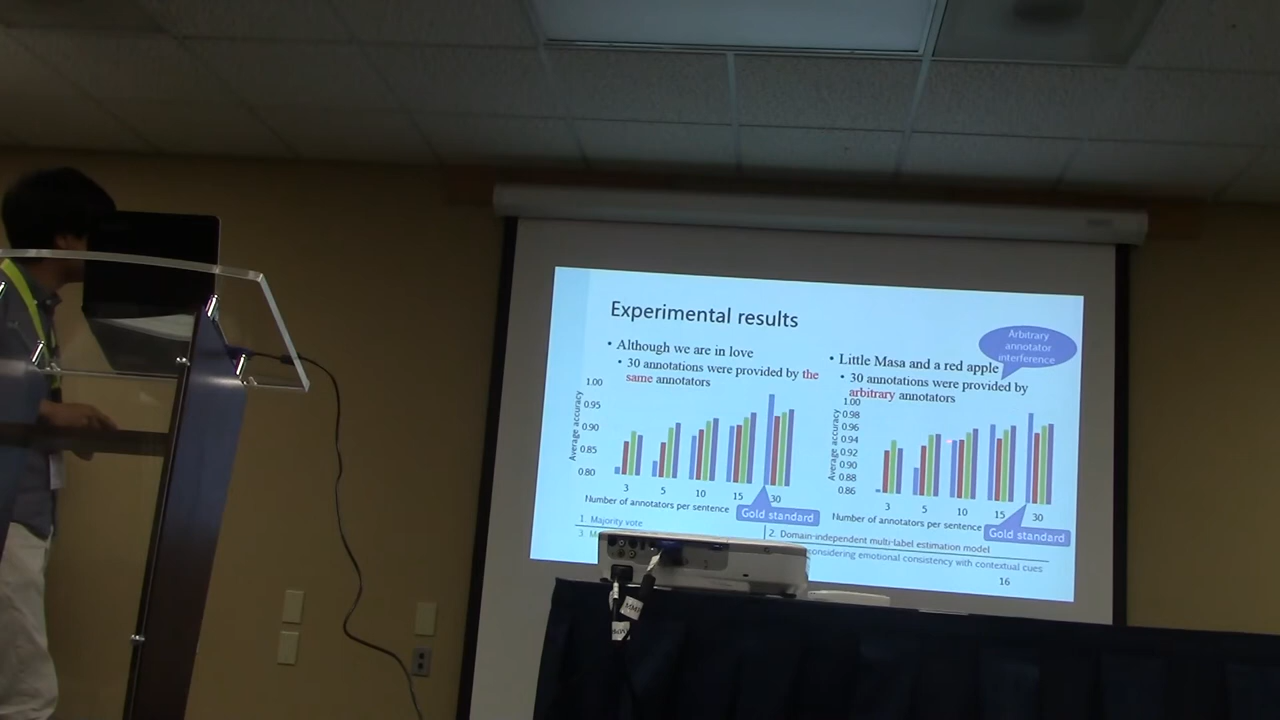 Experimental results
• Although we are in love
• 30 annotations were provided by the
same annotators
1.00
0.95
0.90
0.85
0.80
Average accuracy
3 5 10 15 30
Number of annotators per sentence
Gold standard
Arbitrary
annotator
interference
• Little Masa and a red apple
• 30 annotations were provided by
arbitrary annotators
1.00
0.98
0.96
0.94
0.92
0.90
0.88
0.86
Average accuracy
3 5 10 15 30
Number of annotators per sentence
Gold standard
1. Majority vote
2. Domain-independent multi-label estimation model
3
considering emotional consistency with contextual cues
16